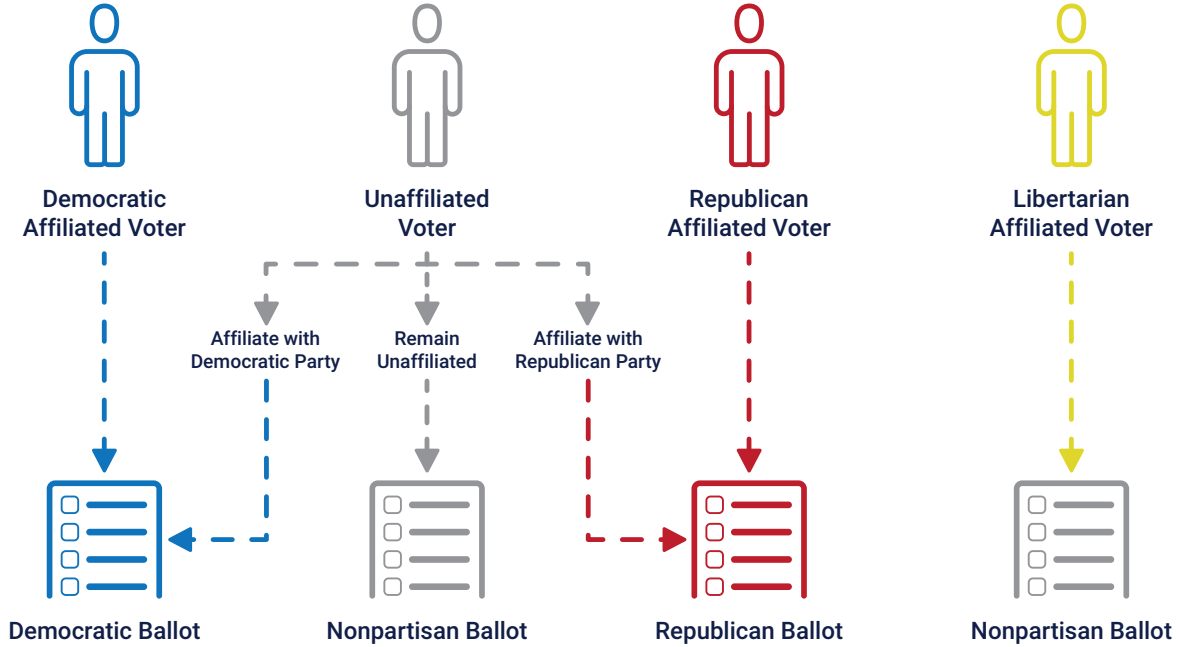 Democratic
Affiliated Voter
Unaffiliated
Voter
Republican
Affiliated Voter
Libertarian
Affiliated Voter
Affiliate with
Democratic Party
Remain
Unaffiliated
Affiliate with
Republican Party
Democratic Ballot
Nonpartisan Ballot
Republican Ballot
Nonpartisan Ballot